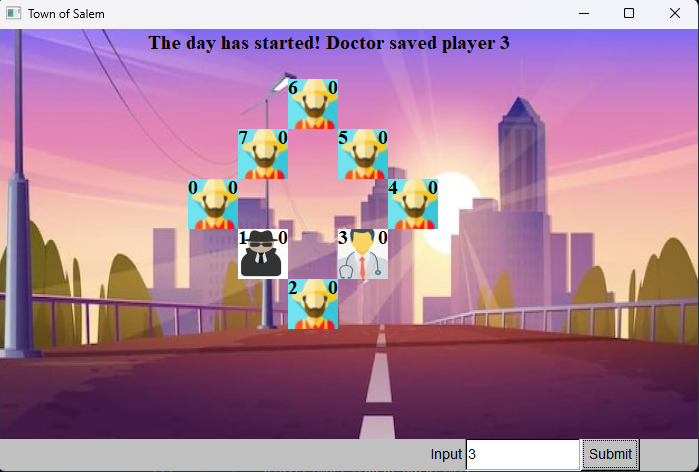 Town of Salem
The day has started! Doctor saved player 3
6 0
7 0 5 0
0 0 4 0
1 0 3 0
2 0
Input 3 Submit